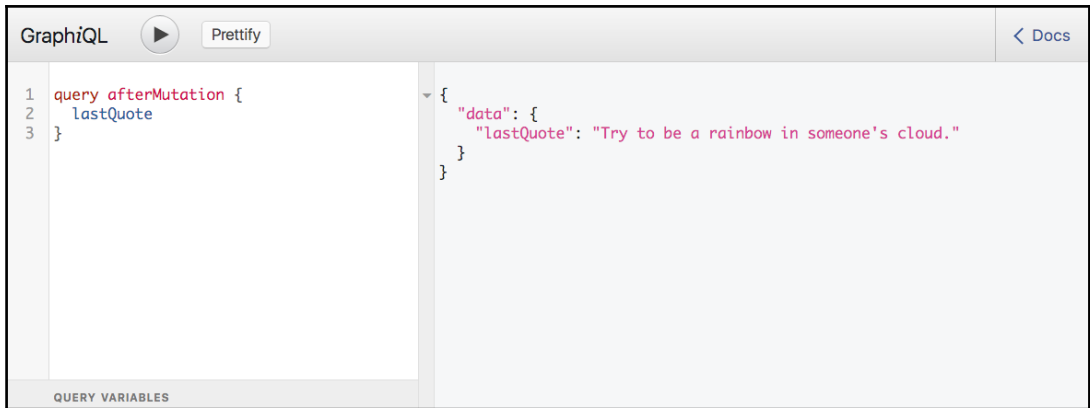 GraphiQL Prettify < Docs
1 query afterMutation {
2 lastQuote
3 }
{
"data": {
"lastQuote": "Try to be a rainbow in someone's cloud."
}
}
QUERY VARIABLES